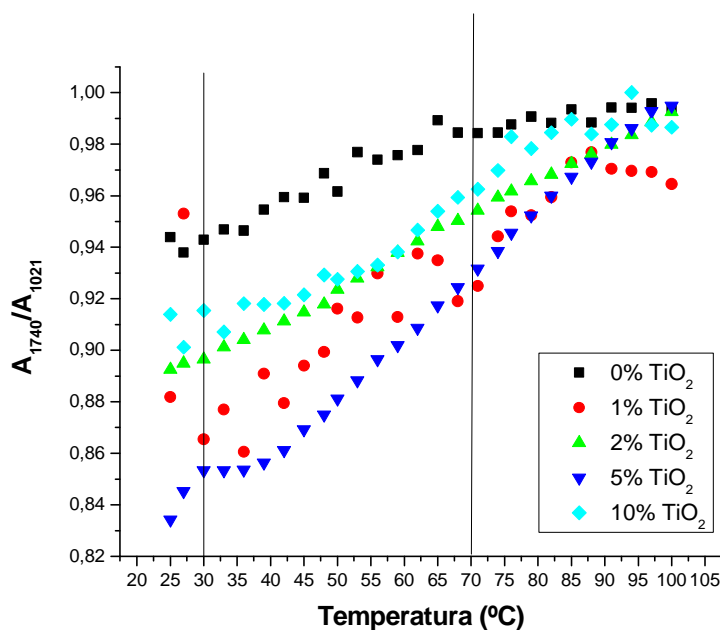 A1740/A1021
1,00
0,98
0,96
0,94
0,92
0,90
0,88
0,86
0,84
0,82
20 25 30 35 40 45 50 55 60 65 70 75 80 85 90 95 100 105
Temperatura (ºC)
0% TiO2
1% TiO2
2% TiO2
5% TiO2
10% TiO2